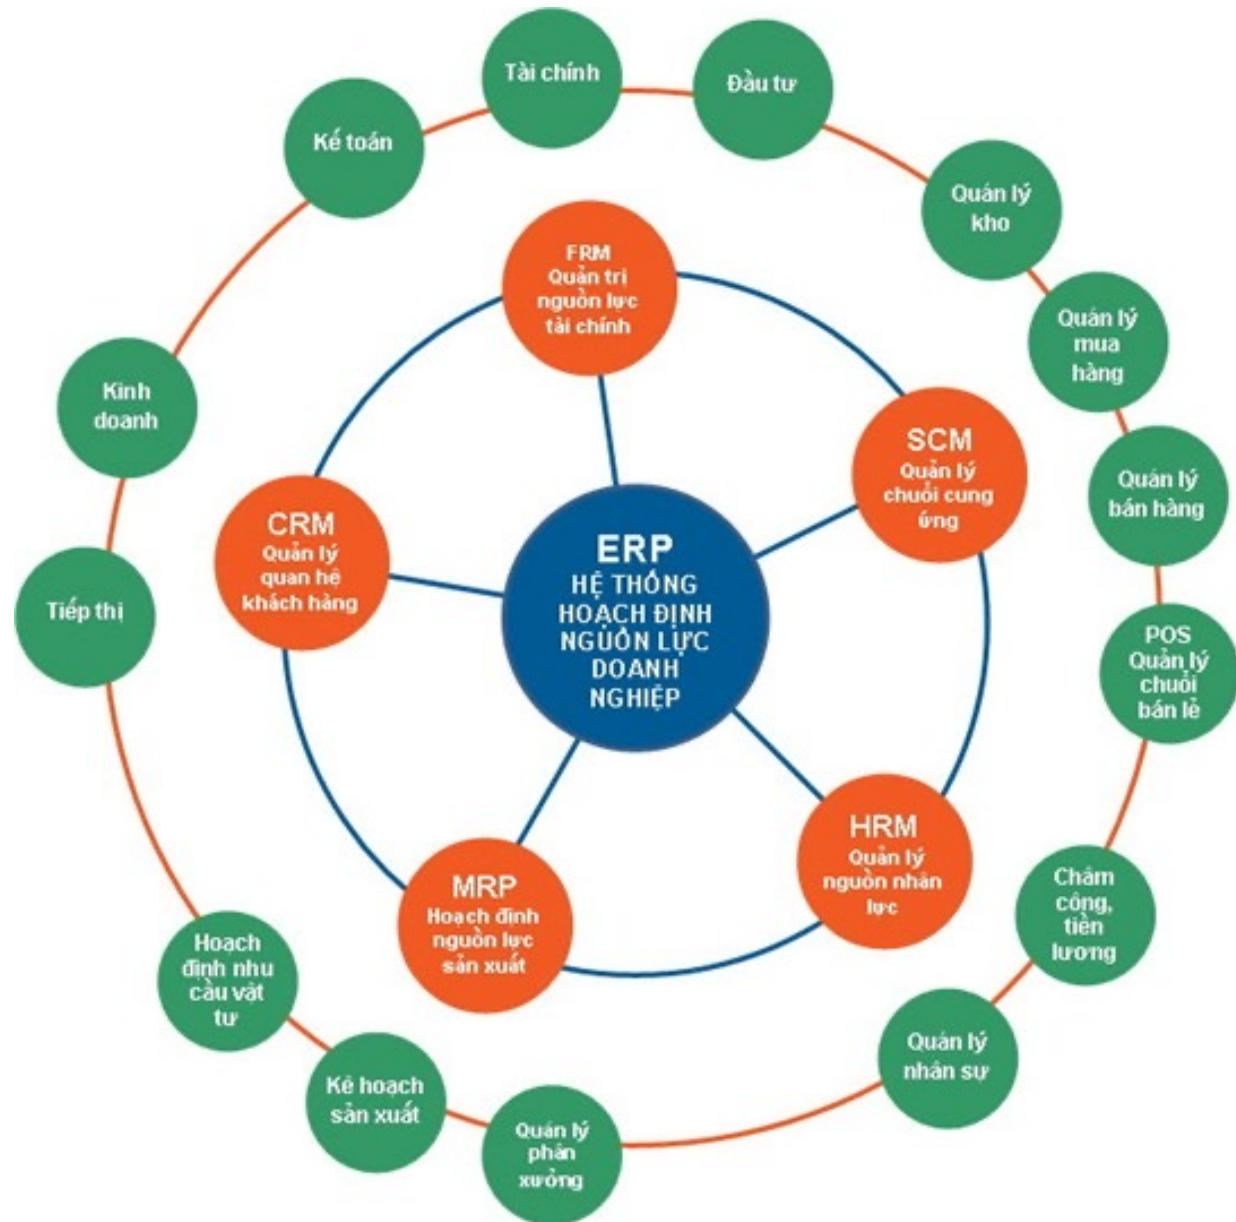 Tài chính
Đầu tư
Kế toán
Quản lý
kho
FRM
Quản trị
nguồn lực
tài chính
Quản lý
mua
hàng
Kinh
doanh
SCM
Quản lý
chuỗi cung
ứng
Quản lý
bán hàng
CRM
Quản lý
quan hệ
khách hàng
ERP
HỆ THỐNG
HOẠCH ĐỊNH
NGUỒN LỰC
DOANH
NGHIỆP
Tiếp thị
POS
Quản lý
chuỗi
bán lẻ
HRM
Quản lý
nguồn nhân
lực
MRP
Hoạch định
nguồn lực
sản xuất
Chấm
công,
tiền
lương
Hoạch
định nhu
cầu vật
tư
Quản lý
nhân sự
Kế hoạch
sản xuất
Quản lý
phân
xưởng